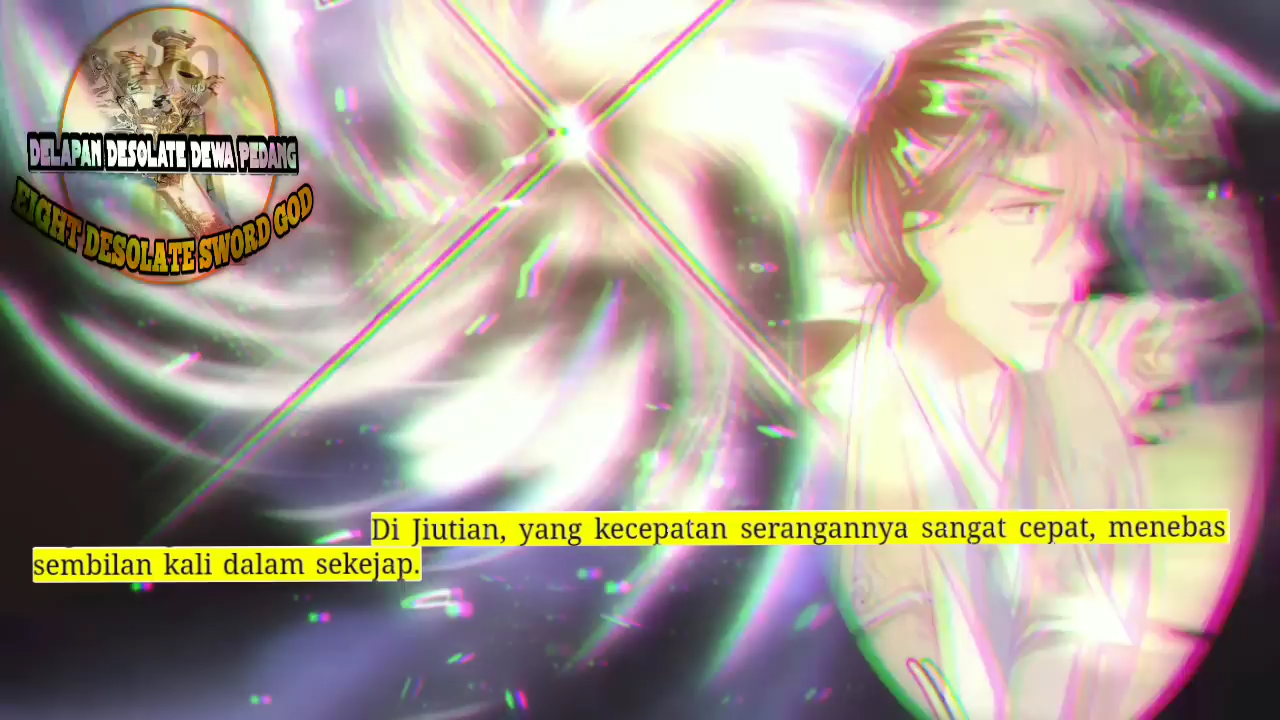 DELAPAN DESOLATE DEWA PEDANG
EIGHT DESOLATE SWORD GOD
Di Jiutian, yang kecepatan serangannya sangat cepat, menebas
sembilan kali dalam sekejap.